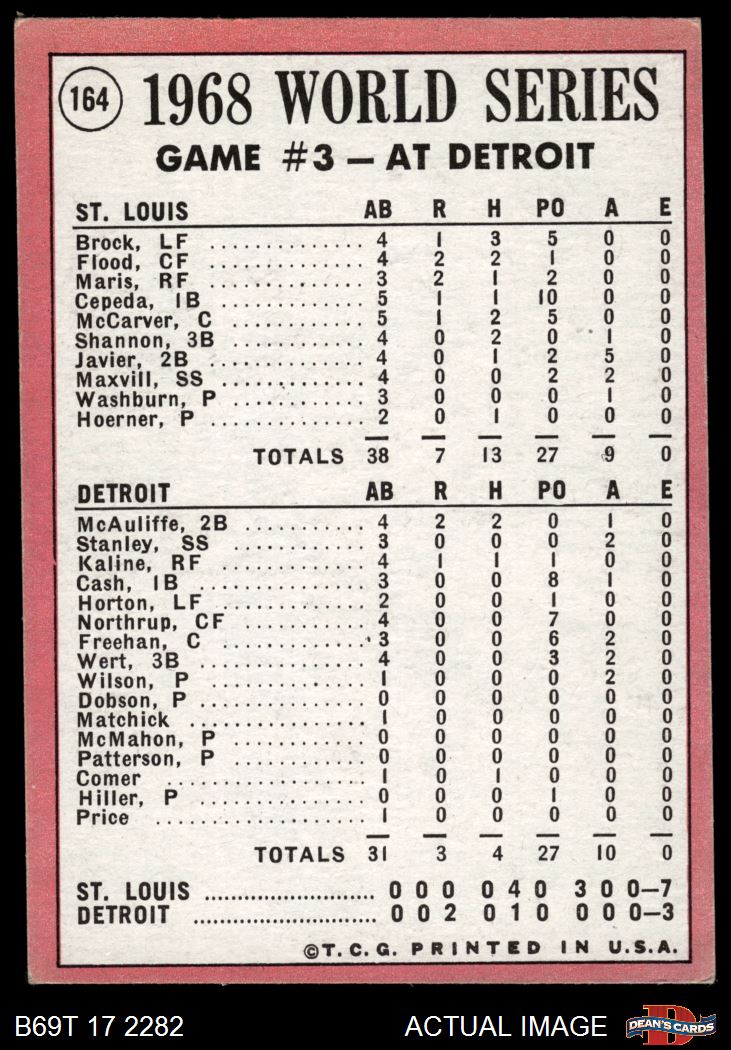 164 1968 WORLD SERIES
GAME #3 – AT DETROIT
ST. LOUIS AB R H PO A E
Brock, LF .............. 4 1 3 5 0 0
Flood, CF .............. 4 2 2 1 0 0
Maris, RF .............. 3 2 1 2 0 0
Cepeda, 1B ............. 5 1 1 10 0 0
McCarver, C ............ 5 1 2 5 0 0
Shannon, 3B ............ 4 0 2 0 1 0
Javier, 2B ............. 4 0 1 2 5 0
Maxvill, SS ............ 4 0 0 2 2 0
Washburn, P ............ 3 0 0 0 1 0
Hoerner, P ............. 2 0 1 0 0 0
TOTALS 38 7 13 27 9 0
DETROIT AB R H PO A E
McAuliffe, 2B ........... 4 2 2 0 1 0
Stanley, SS ............ 3 0 0 0 2 0
Kaline, RF ............. 4 1 1 1 0 0
Cash, 1B ............... 3 0 0 8 1 0
Horton, LF ............. 2 0 0 1 0 0
Northrup, CF ........... 4 0 0 7 0 0
Freehan, C ............. 3 0 0 6 2 0
Wert, 3B ............... 4 0 0 3 2 0
Wilson, P .............. 1 0 0 0 2 0
Dobson, P .............. 0 0 0 0 0 0
Matchick ............... 1 0 0 0 0 0
McMahon, P ............. 0 0 0 0 0 0
Patterson, P ........... 0 0 0 0 0 0
Comer .................. 1 0 1 0 0 0
Hiller, P .............. 0 0 0 1 0 0
Price .................. 1 0 0 0 0 0
TOTALS 31 3 4 27 10 0
ST. LOUIS .......................... 0 0 0 0 4 0 3 0 0–7
DETROIT ............................ 0 0 2 0 1 0 0 0 0–3
©T. C. G. PRINTED IN U.S.A.
B69T 17 2282 ACTUAL IMAGE D DEAN'S CARDS